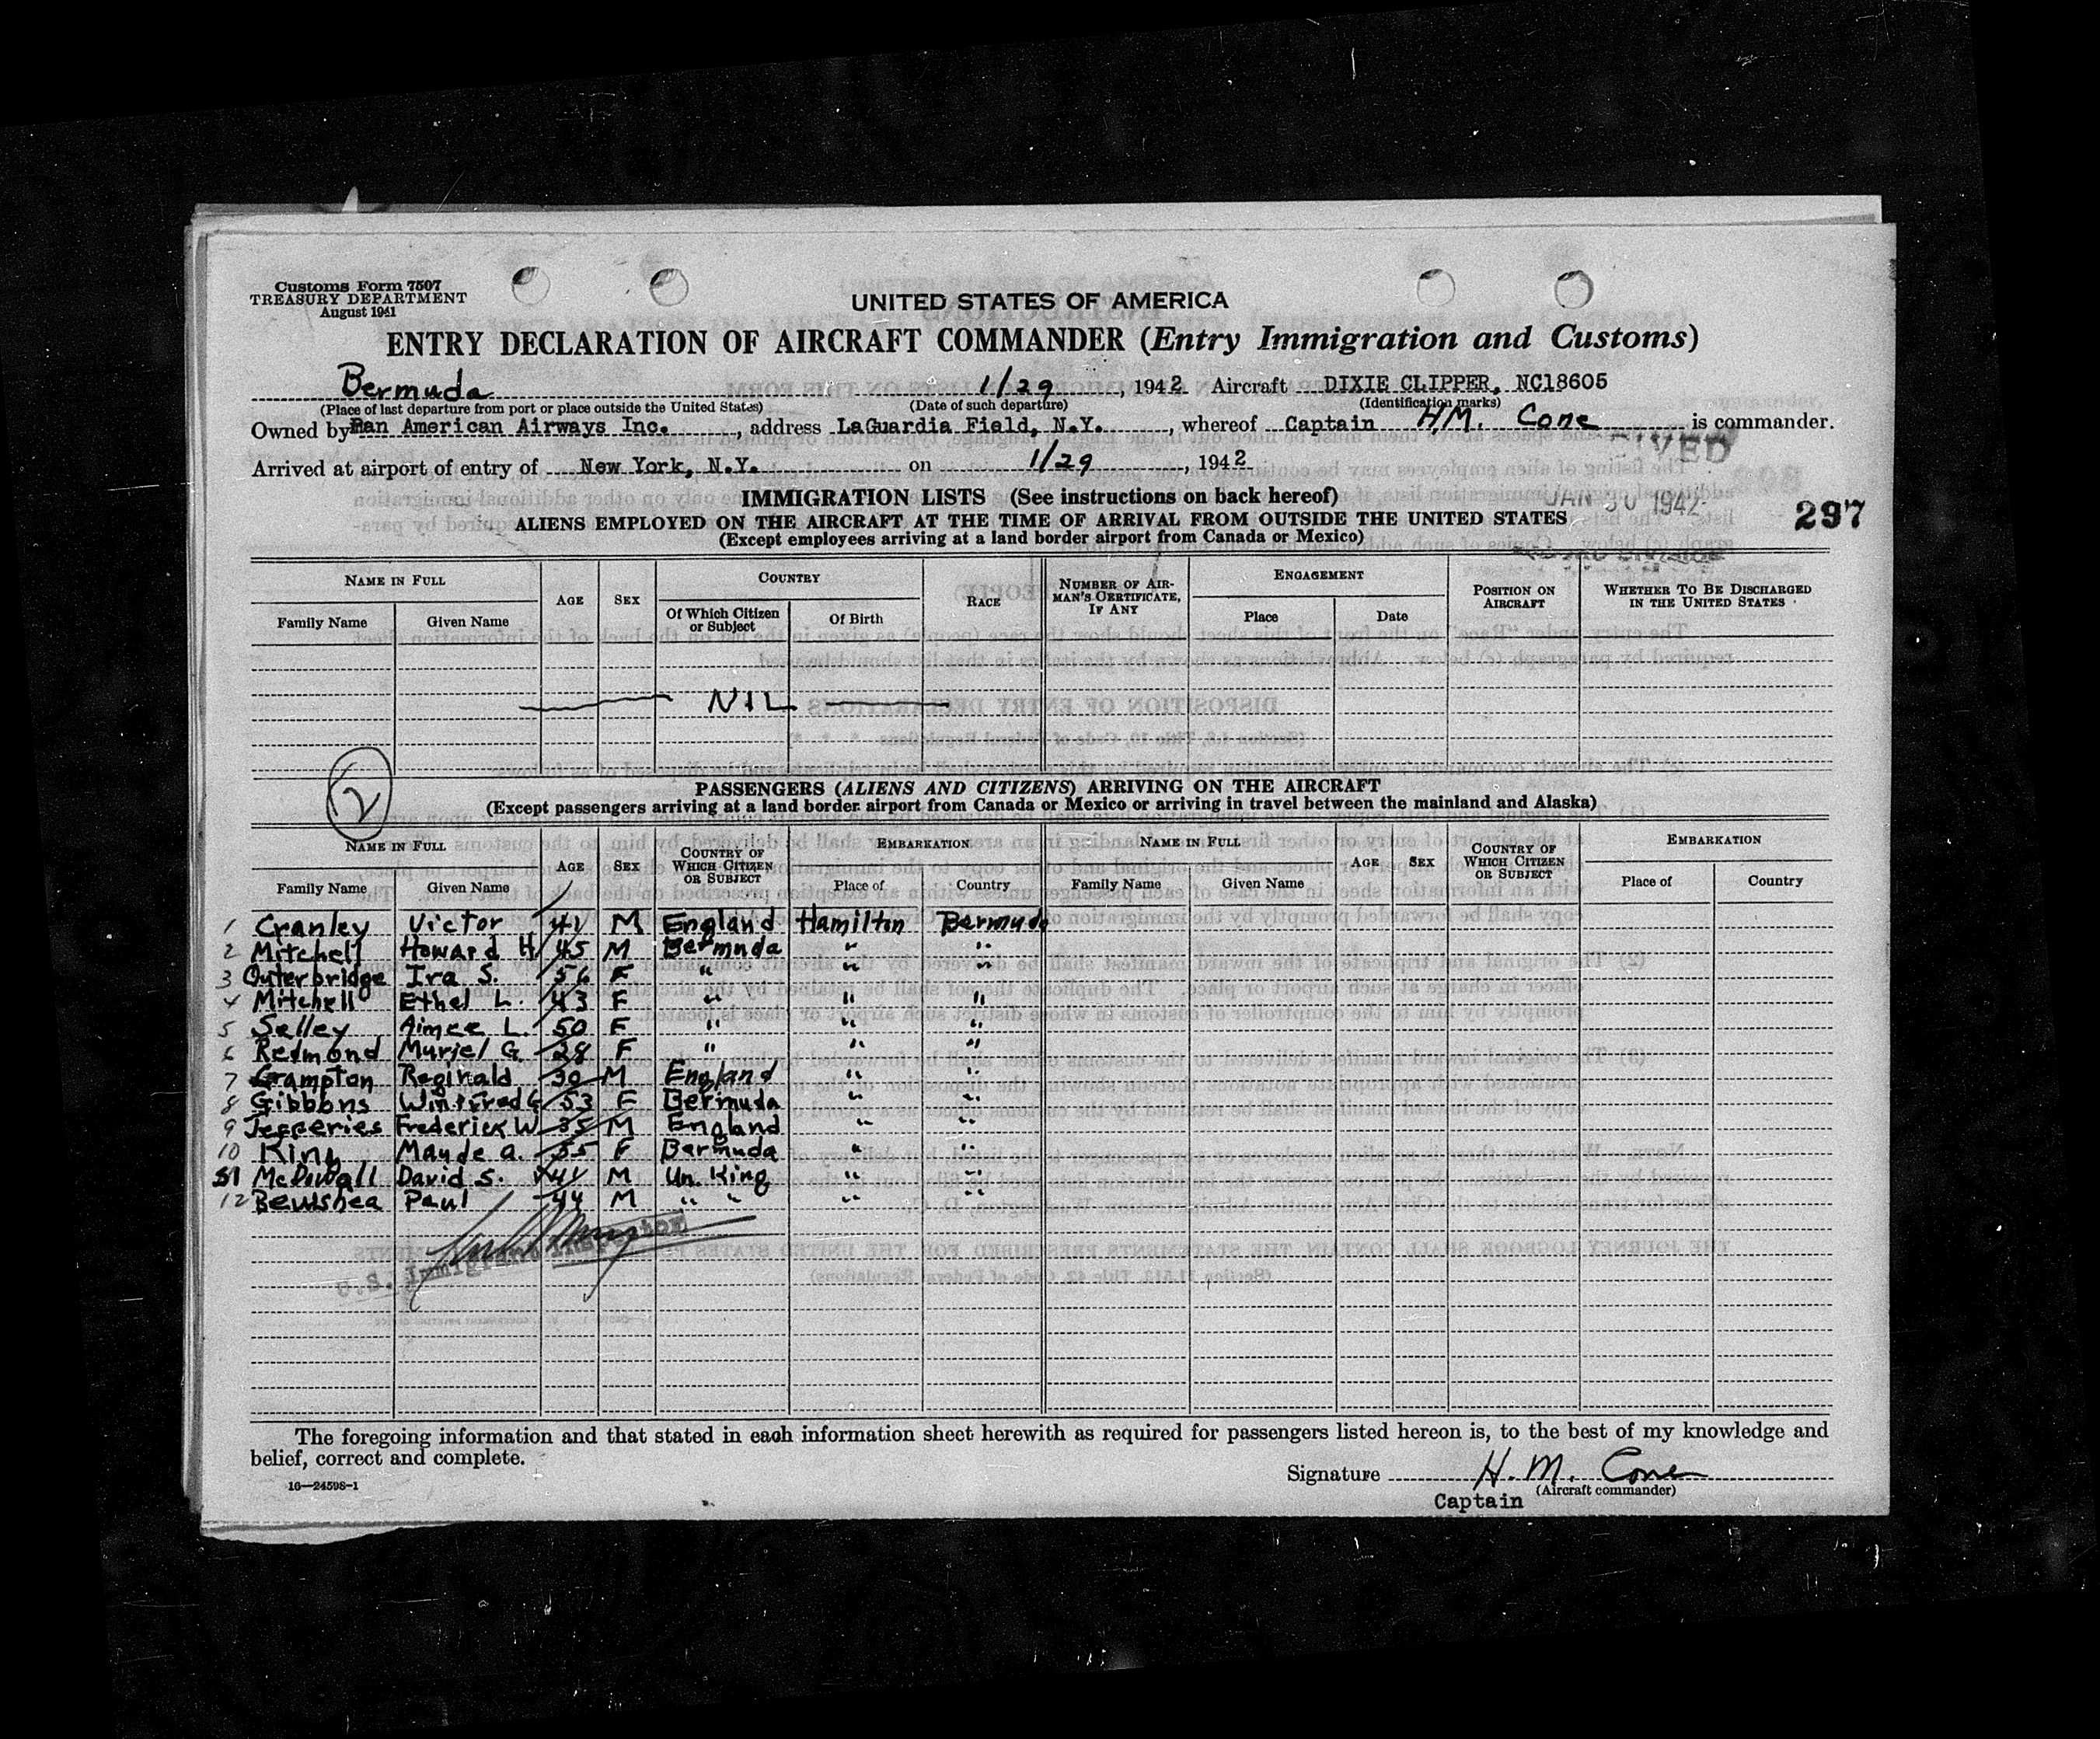 Customs Form 7507
TREASURY DEPARTMENT
August 1941
UNITED STATES OF AMERICA
ENTRY DECLARATION OF AIRCRAFT COMMANDER (Entry Immigration and Customs)
Bermuda 1/29, 1942 Aircraft DIXIE CLIPPER, NC18605
(Place of last departure from port or place outside the United States) (Date of such departure) (Identification marks)
Owned by Pan American Airways Inc., address LaGuardia Field, N.Y., whereof Captain H.M. Cone is commander.
Arrived at airport of entry of New York, N.Y. on 1/29, 1942
IMMIGRATION LISTS (See instructions on back hereof)
JAN 30 1942
297
ALIENS EMPLOYED ON THE AIRCRAFT AT THE TIME OF ARRIVAL FROM OUTSIDE THE UNITED STATES
(Except employees arriving at a land border airport from Canada or Mexico)
NAME IN FULL AGE SEX COUNTRY RACE NUMBER OF AIRMAN'S CERTIFICATE, IF ANY ENGAGEMENT POSITION ON AIRCRAFT WHETHER TO BE DISCHARGED IN THE UNITED STATES
Family Name Given Name Of Which Citizen or Subject Of Birth Place Date
NIL
2
PASSENGERS (ALIENS AND CITIZENS) ARRIVING ON THE AIRCRAFT
(Except passengers arriving at a land border airport from Canada or Mexico or arriving in travel between the mainland and Alaska)
NAME IN FULL AGE SEX COUNTRY OF WHICH CITIZEN OR SUBJECT EMBARKATION NAME IN FULL AGE SEX COUNTRY OF WHICH CITIZEN OR SUBJECT EMBARKATION
Family Name Given Name Place of Country Family Name Given Name Place of Country
1 Cranley Victor 41 M England Hamilton Bermuda
2 Mitchell Howard H 45 M Bermuda " "
3 Outerbridge Ira S. 56 F " " "
4 Mitchell Ethel L. 43 F " " "
5 Selley Aimee L. 50 F " " "
6 Redmond Muriel G. 28 F " " "
7 Crampton Reginald 30 M England " "
8 Gibbons Winifred G 53 F Bermuda " "
9 Jefferies Frederick W 35 M England " "
10 King Maude A. 55 F Bermuda " "
11 McDowall David S. 44 M Un. King " "
12 Bewshea Paul 44 M " " " "
U.S. Immigrant Inspector
The foregoing information and that stated in each information sheet herewith as required for passengers listed hereon is, to the best of my knowledge and
belief, correct and complete.
Signature H. M. Cone
16—24598-1
(Aircraft commander)
Captain